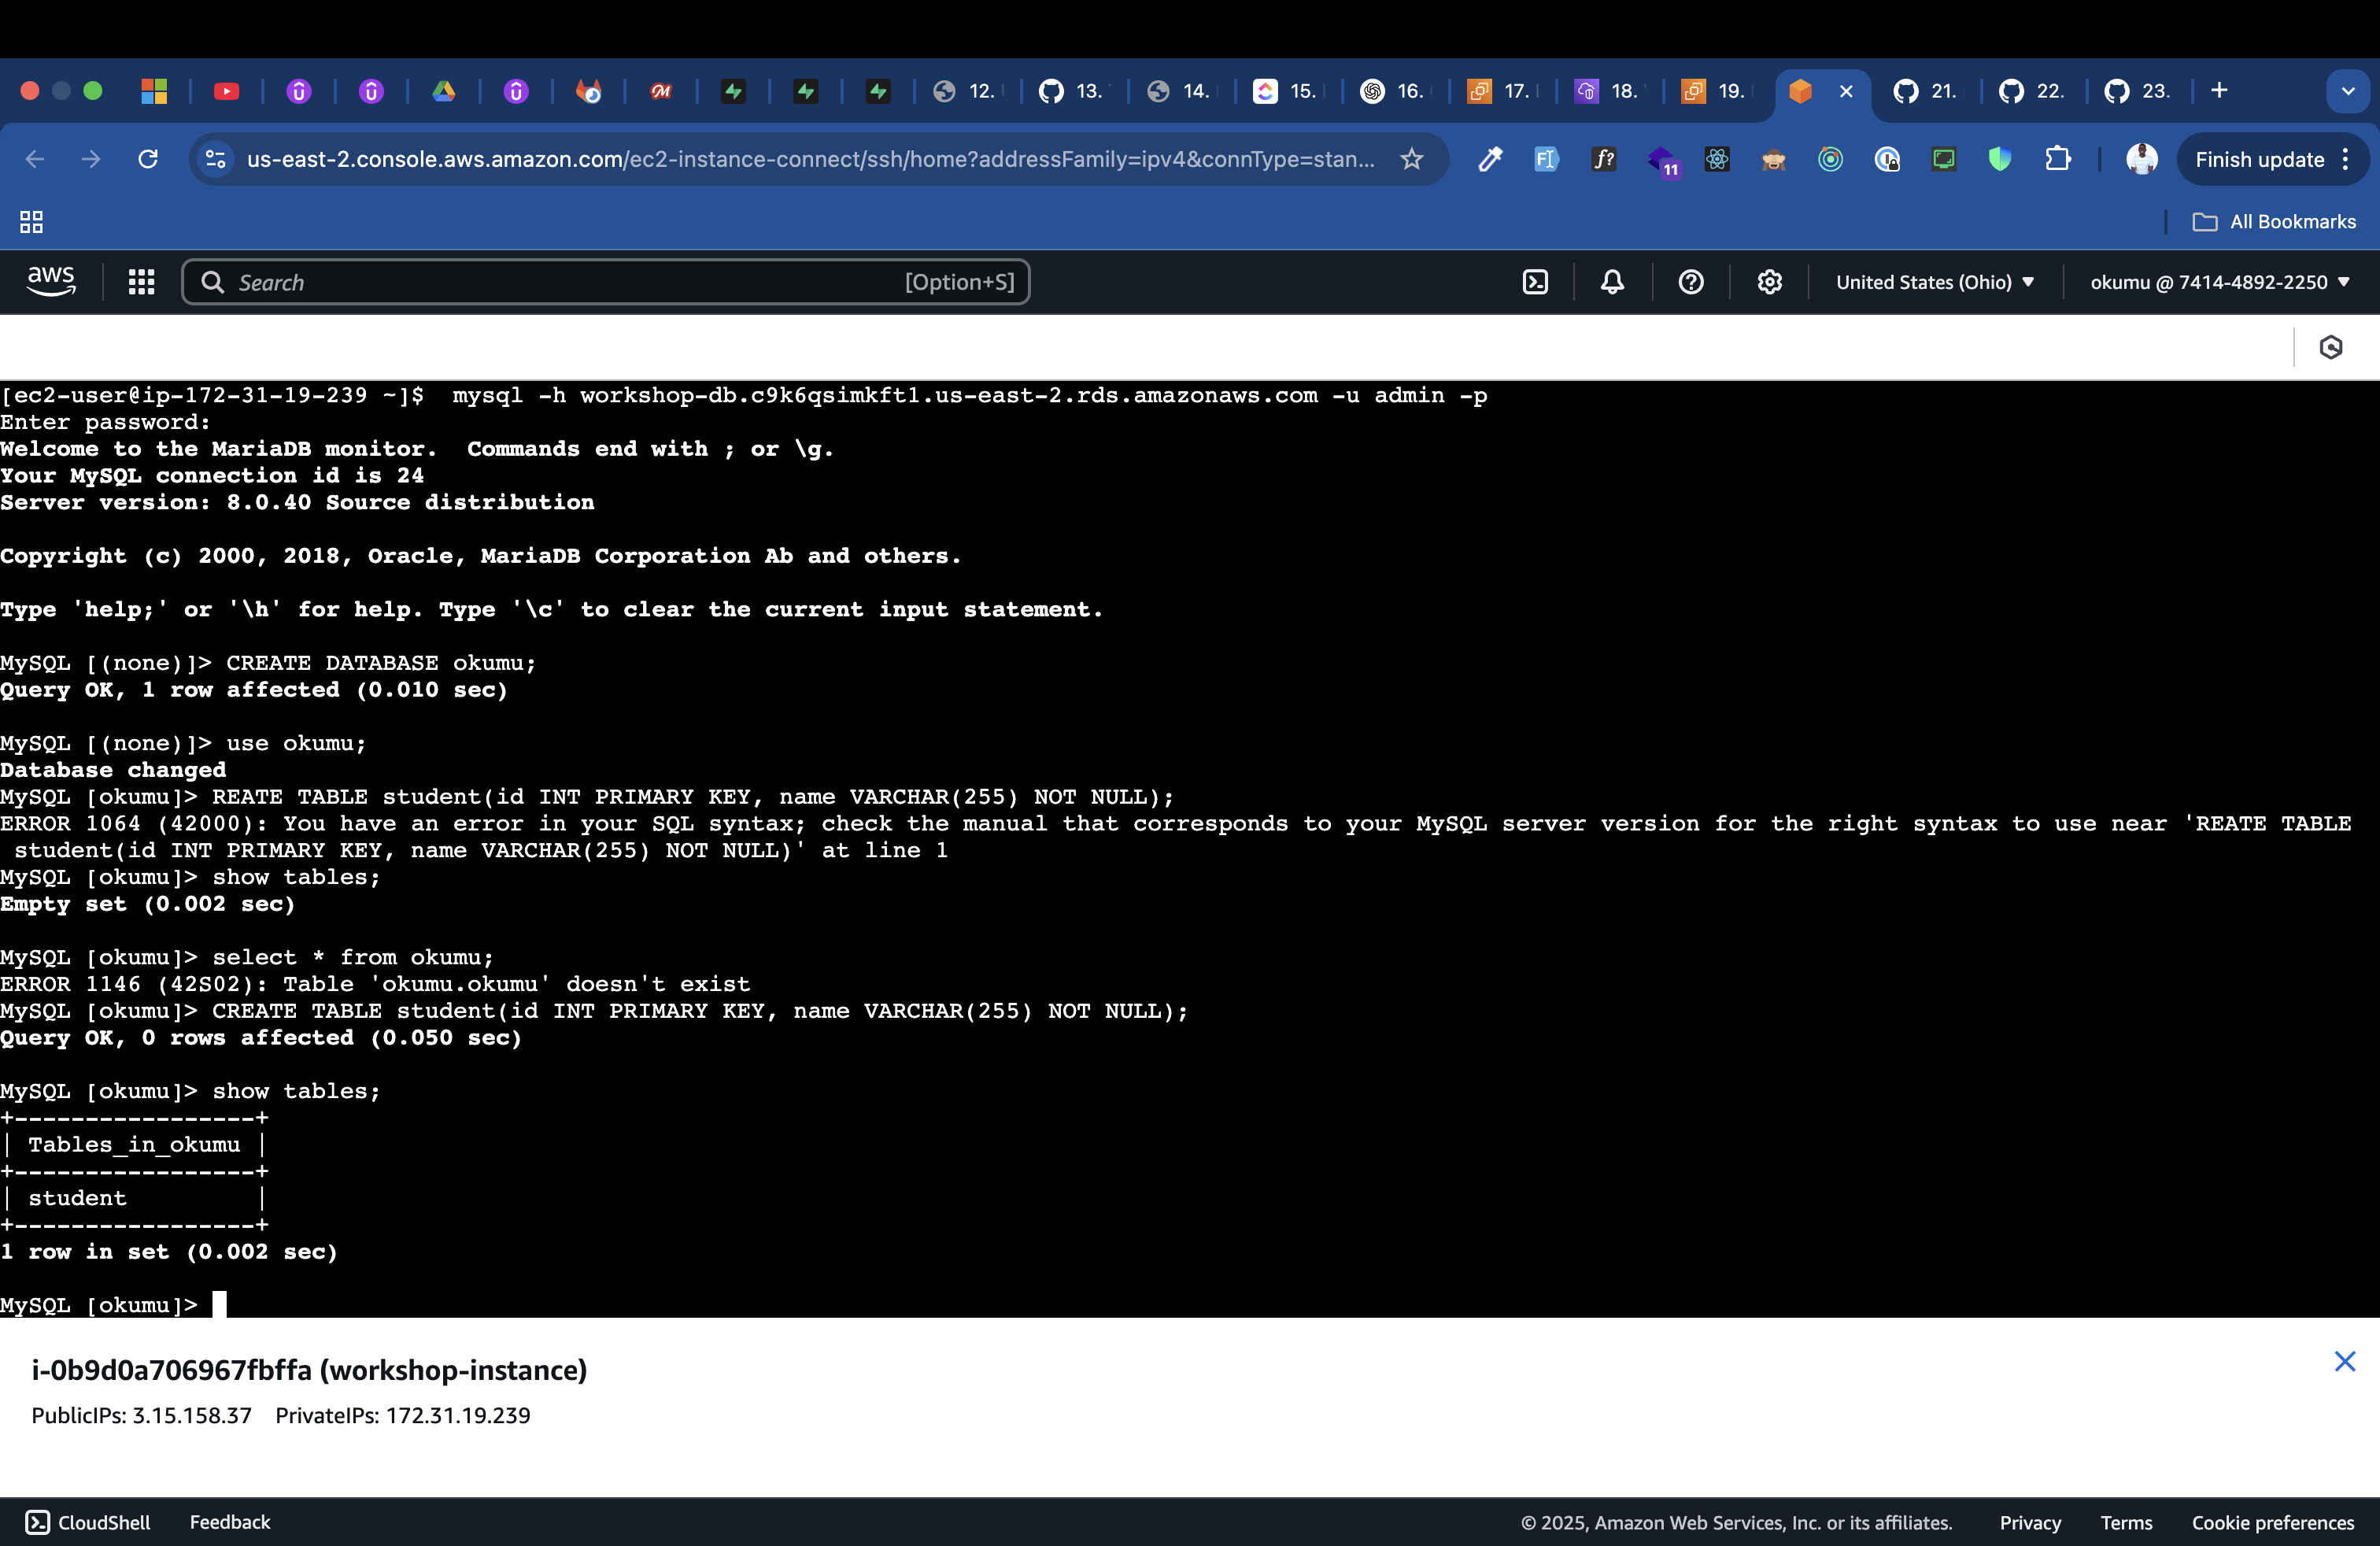 12.
13.
14.
15.
16.
17.
18.
19.
21.
22.
23.
us-east-2.console.aws.amazon.com/ec2-instance-connect/ssh/home?addressFamily=ipv4&connType=stan...
F
f?
11
Finish update
All Bookmarks
aws
Search
[Option+S]
United States (Ohio)
okumu @ 7414-4892-2250
[ec2-user@ip-172-31-19-239 ~]$  mysql -h workshop-db.c9k6qsimkft1.us-east-2.rds.amazonaws.com -u admin -p
Enter password:
Welcome to the MariaDB monitor.  Commands end with ; or \g.
Your MySQL connection id is 24
Server version: 8.0.40 Source distribution
Copyright (c) 2000, 2018, Oracle, MariaDB Corporation Ab and others.
Type 'help;' or '\h' for help. Type '\c' to clear the current input statement.
MySQL [(none)]> CREATE DATABASE okumu;
Query OK, 1 row affected (0.010 sec)
MySQL [(none)]> use okumu;
Database changed
MySQL [okumu]> REATE TABLE student(id INT PRIMARY KEY, name VARCHAR(255) NOT NULL);
ERROR 1064 (42000): You have an error in your SQL syntax; check the manual that corresponds to your MySQL server version for the right syntax to use near 'REATE TABLE
 student(id INT PRIMARY KEY, name VARCHAR(255) NOT NULL)' at line 1
MySQL [okumu]> show tables;
Empty set (0.002 sec)
MySQL [okumu]> select * from okumu;
ERROR 1146 (42S02): Table 'okumu.okumu' doesn't exist
MySQL [okumu]> CREATE TABLE student(id INT PRIMARY KEY, name VARCHAR(255) NOT NULL);
Query OK, 0 rows affected (0.050 sec)
MySQL [okumu]> show tables;
+-----------------+
| Tables_in_okumu |
+-----------------+
| student         |
+-----------------+
1 row in set (0.002 sec)
MySQL [okumu]>
i-0b9d0a706967fbffa (workshop-instance)
PublicIPs: 3.15.158.37    PrivateIPs: 172.31.19.239
CloudShell
Feedback
© 2025, Amazon Web Services, Inc. or its affiliates.
Privacy
Terms
Cookie preferences